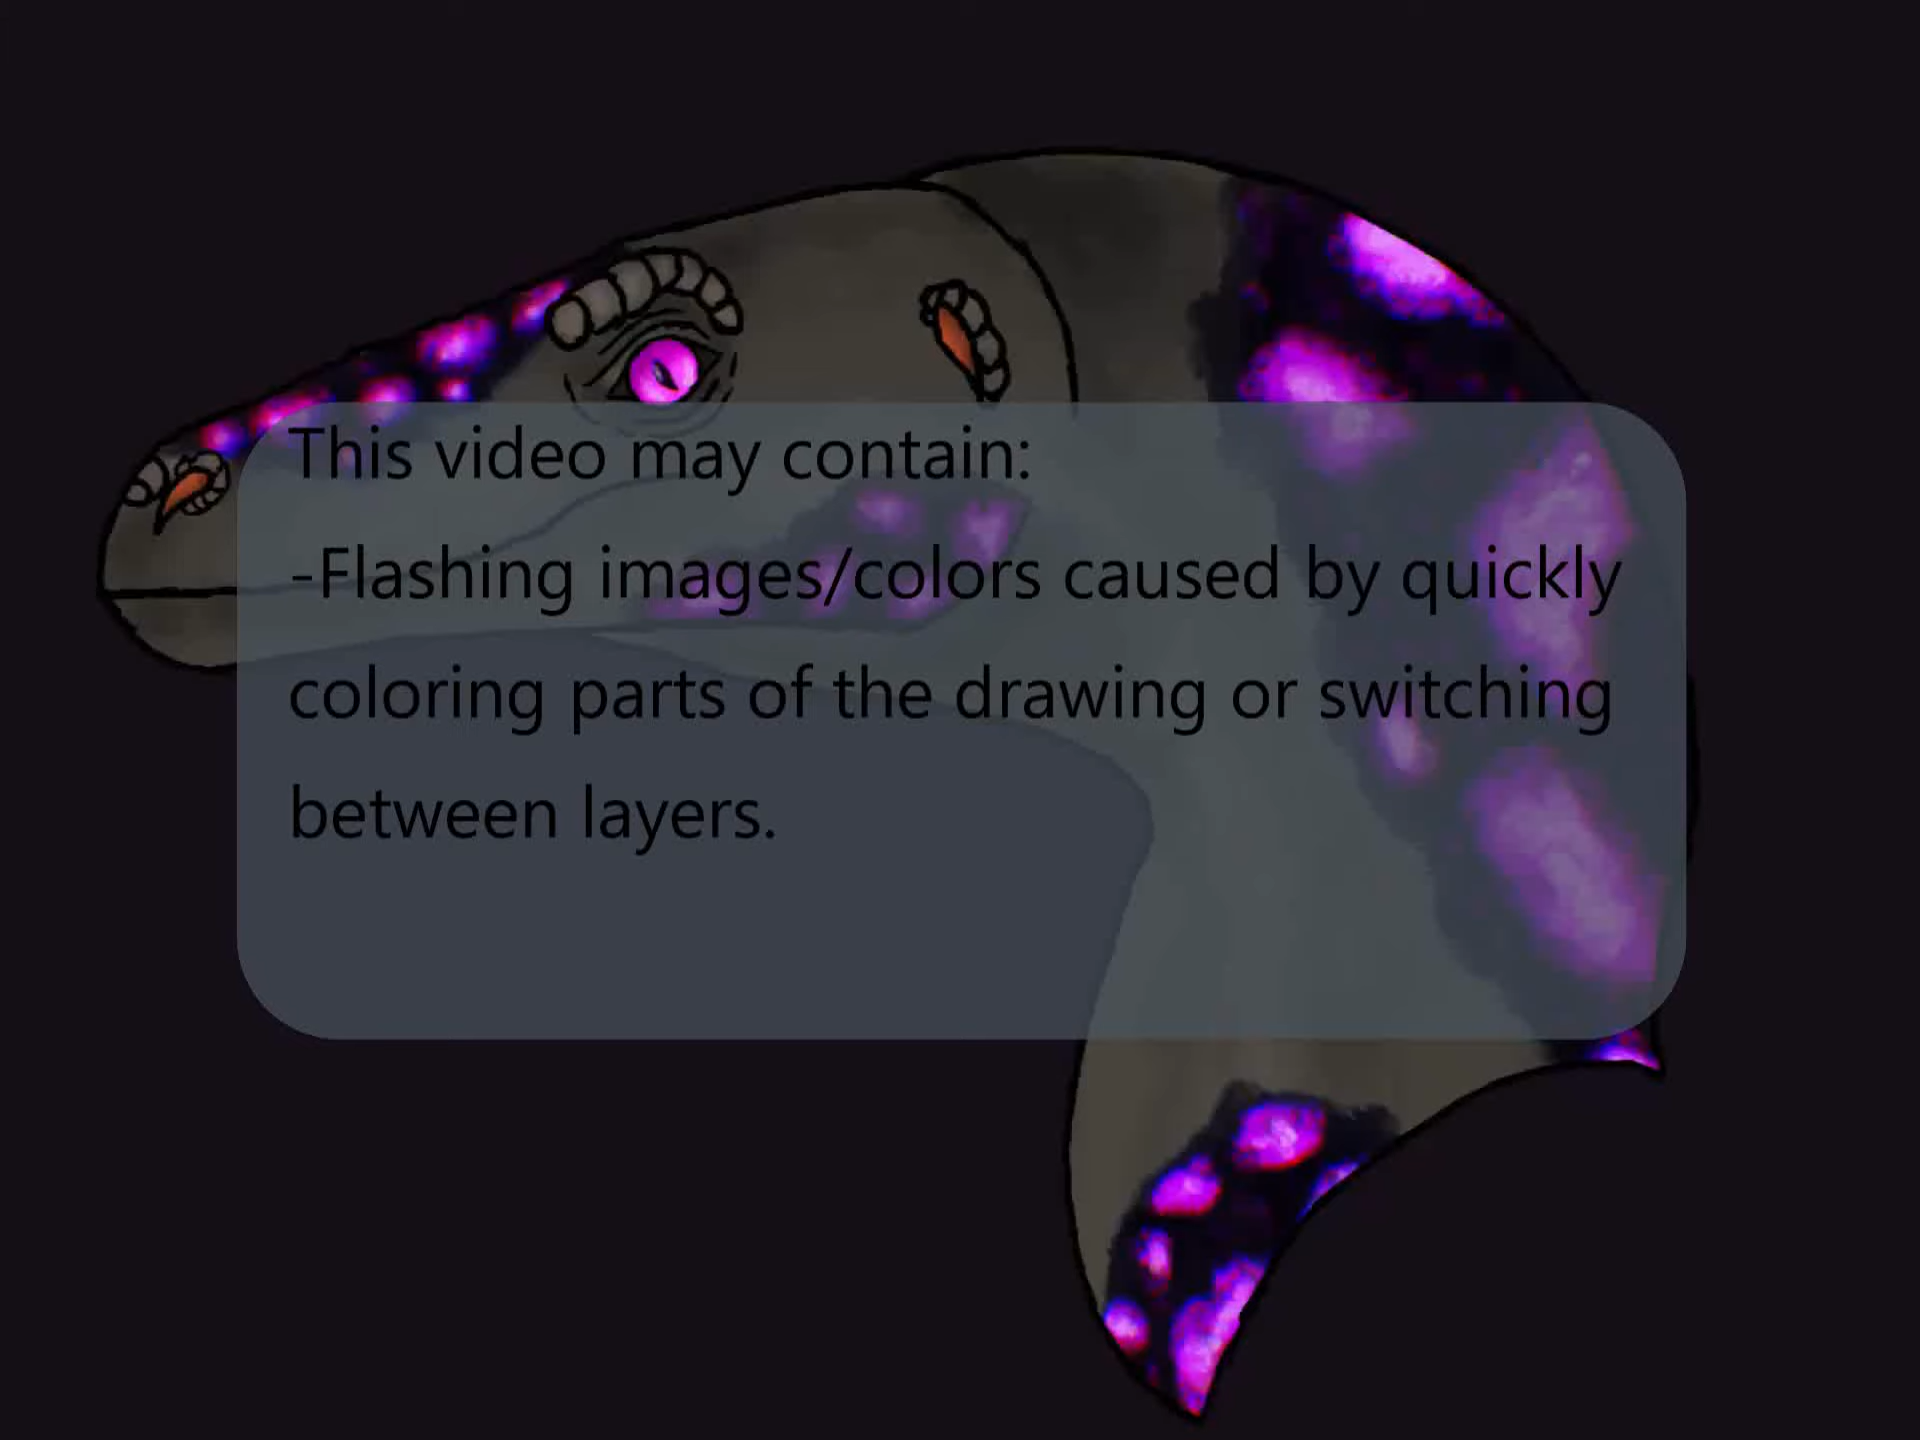 This video may contain:
-Flashing images/colors caused by quickly
coloring parts of the drawing or switching
between layers.